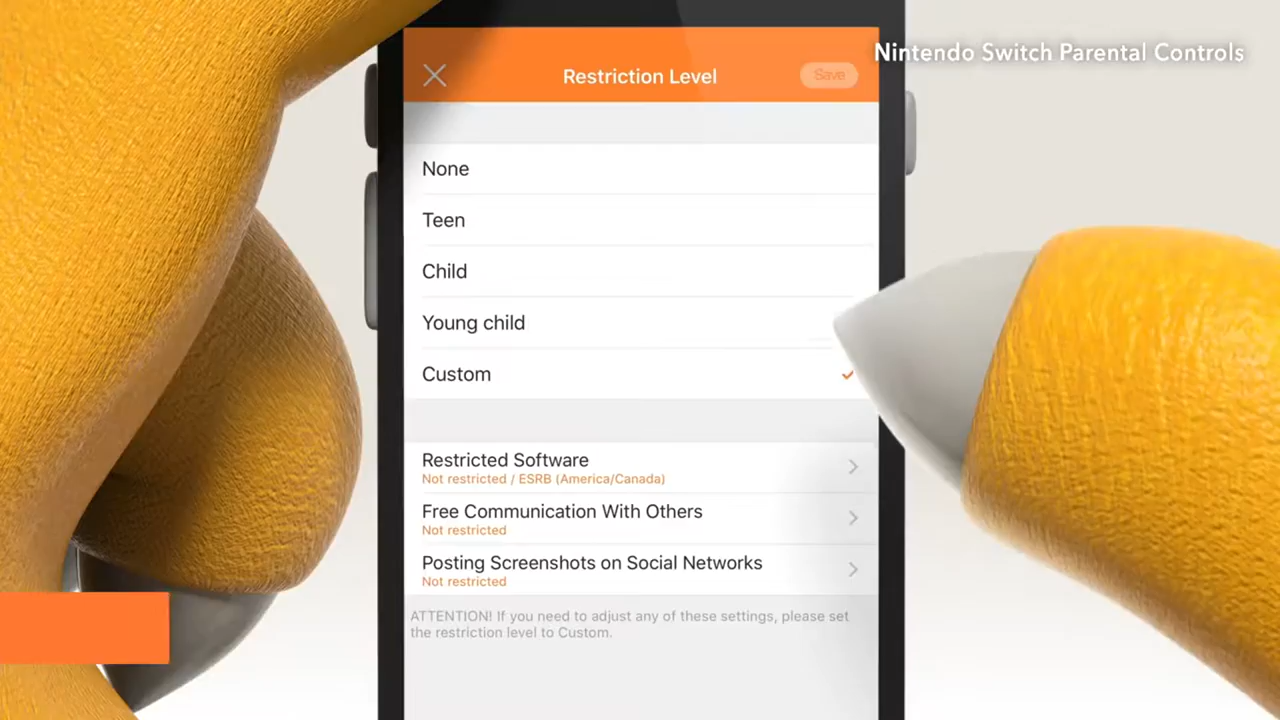 Nintendo Switch Parental Controls
Restriction Level
Save
None
Teen
Child
Young child
Custom
Restricted Software
Not restricted / ESRB (America/Canada)
Free Communication With Others
Not restricted
Posting Screenshots on Social Networks
Not restricted
ATTENTION! If you need to adjust any of these settings, please set
the restriction level to Custom.